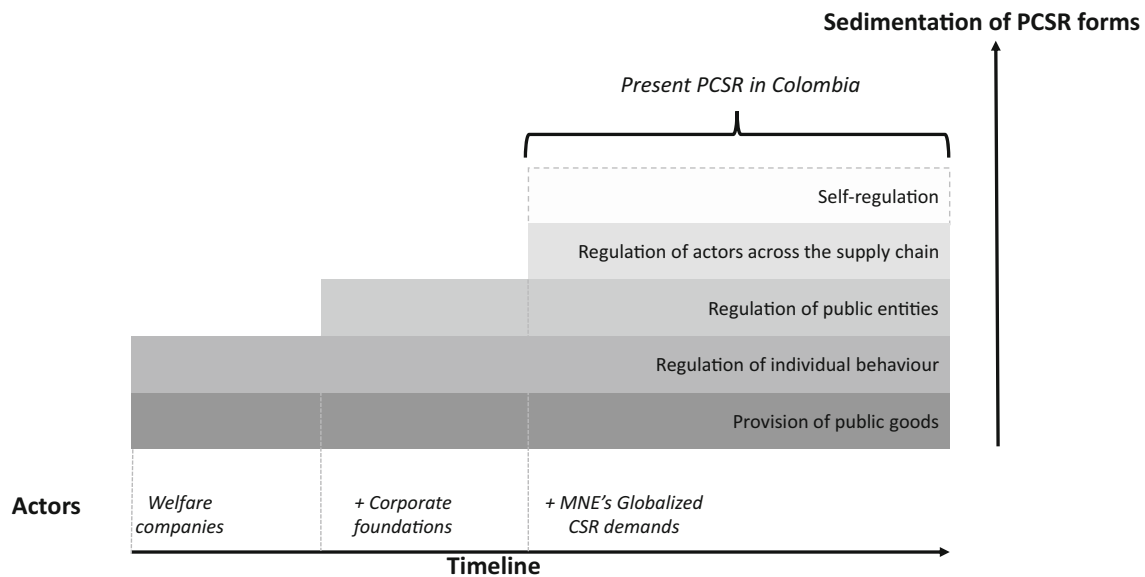 Sedimentation of PCSR forms
Present PCSR in Colombia
Self-regulation
Regulation of actors across the supply chain
Regulation of public entities
Regulation of individual behaviour
Provision of public goods
Actors
Welfare
companies
+ Corporate
foundations
+ MNE's Globalized
CSR demands
Timeline